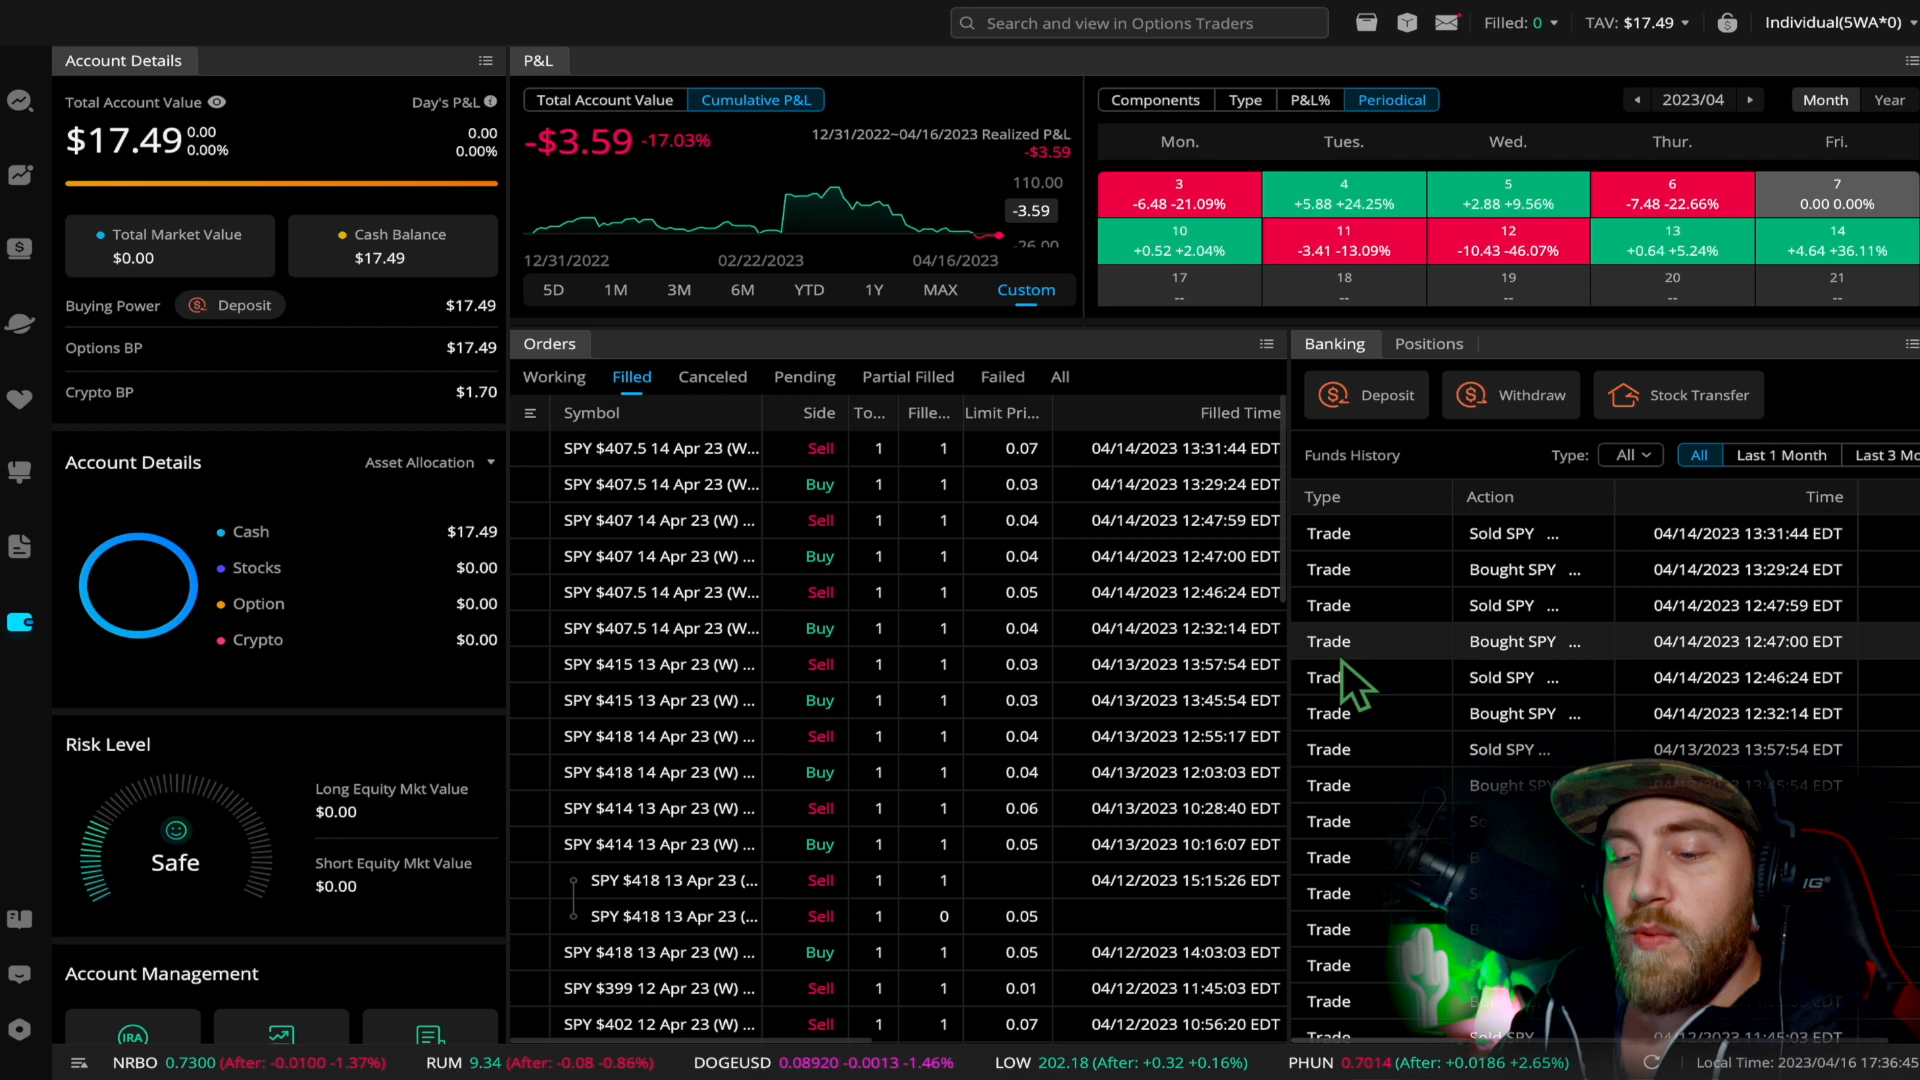 Search and view in Options Traders
Filled: 0
TAV: $17.49
Individual(5WA*0)
Account Details
Total Account Value
Day's P&L
$17.49
0.00
0.00%
0.00
0.00%
Total Market Value
$0.00
Cash Balance
$17.49
Buying Power
Deposit
$17.49
Options BP
$17.49
Crypto BP
$1.70
Account Details
Asset Allocation
Cash
$17.49
Stocks
$0.00
Option
$0.00
Crypto
$0.00
Risk Level
Safe
Long Equity Mkt Value
$0.00
Short Equity Mkt Value
$0.00
Account Management
IRA
P&L
Total Account Value
Cumulative P&L
-$3.59 -17.03%
12/31/2022~04/16/2023 Realized P&L
-$3.59
110.00
-3.59
-26.00
12/31/2022 02/22/2023 04/16/2023
5D 1M 3M 6M YTD 1Y MAX Custom
Components Type P&L% Periodical
2023/04
Month Year
Mon. Tues. Wed. Thur. Fri.
3 4 5 6 7
-6.48 -21.09% +5.88 +24.25% +2.88 +9.56% -7.48 -22.66% 0.00 0.00%
10 11 12 13 14
+0.52 +2.04% -3.41 -13.09% -10.43 -46.07% +0.64 +5.24% +4.64 +36.11%
17 18 19 20 21
-- -- -- -- --
Orders
Working Filled Canceled Pending Partial Filled Failed All
Symbol Side To... Fille... Limit Pri... Filled Time
SPY $407.5 14 Apr 23 (W... Sell 1 1 0.07 04/14/2023 13:31:44 EDT
SPY $407.5 14 Apr 23 (W... Buy 1 1 0.03 04/14/2023 13:29:24 EDT
SPY $407 14 Apr 23 (W) ... Sell 1 1 0.04 04/14/2023 12:47:59 EDT
SPY $407 14 Apr 23 (W) ... Buy 1 1 0.04 04/14/2023 12:47:00 EDT
SPY $407.5 14 Apr 23 (W... Sell 1 1 0.05 04/14/2023 12:46:24 EDT
SPY $407.5 14 Apr 23 (W... Buy 1 1 0.04 04/14/2023 12:32:14 EDT
SPY $415 13 Apr 23 (W) ... Sell 1 1 0.03 04/13/2023 13:57:54 EDT
SPY $415 13 Apr 23 (W) ... Buy 1 1 0.03 04/13/2023 13:45:54 EDT
SPY $418 14 Apr 23 (W) ... Sell 1 1 0.04 04/13/2023 12:55:17 EDT
SPY $418 14 Apr 23 (W) ... Buy 1 1 0.04 04/13/2023 12:03:03 EDT
SPY $414 13 Apr 23 (W) ... Sell 1 1 0.06 04/13/2023 10:28:40 EDT
SPY $414 13 Apr 23 (W) ... Buy 1 1 0.05 04/13/2023 10:16:07 EDT
SPY $418 13 Apr 23 (... Sell 1 1 04/12/2023 15:15:26 EDT
SPY $418 13 Apr 23 (... Sell 1 0 0.05
SPY $418 13 Apr 23 (W) ... Buy 1 1 0.05 04/12/2023 14:03:03 EDT
SPY $399 12 Apr 23 (W) ... Sell 1 1 0.01 04/12/2023 11:45:03 EDT
SPY $402 12 Apr 23 (W) ... Sell 1 1 0.07 04/12/2023 10:56:20 EDT
Banking Positions
Deposit Withdraw Stock Transfer
Funds History Type: All All Last 1 Month Last 3 Mo
Type Action Time
Trade Sold SPY ... 04/14/2023 13:31:44 EDT
Trade Bought SPY ... 04/14/2023 13:29:24 EDT
Trade Sold SPY ... 04/14/2023 12:47:59 EDT
Trade Bought SPY ... 04/14/2023 12:47:00 EDT
Trad Sold SPY ... 04/14/2023 12:46:24 EDT
Trade Bought SPY ... 04/14/2023 12:32:14 EDT
Trade Sold SPY ... 04/13/2023 13:57:54 EDT
Trade Bought SPY 04/13/2023 13:45:54 EDT
Trade
Trade
Trade
Trade
Trade
Trade
Trade Sold SPY 04/12/2023 11:45:03 EDT
IG
NRBO 0.7300 (After: -0.0100 -1.37%) RUM 9.34 (After: -0.08 -0.86%) DOGEUSD 0.08920 -0.0013 -1.46% LOW 202.18 (After: +0.32 +0.16%) PHUN 0.7014 (After: +0.0186 +2.65%) Local Time: 2023/04/16 17:36:45